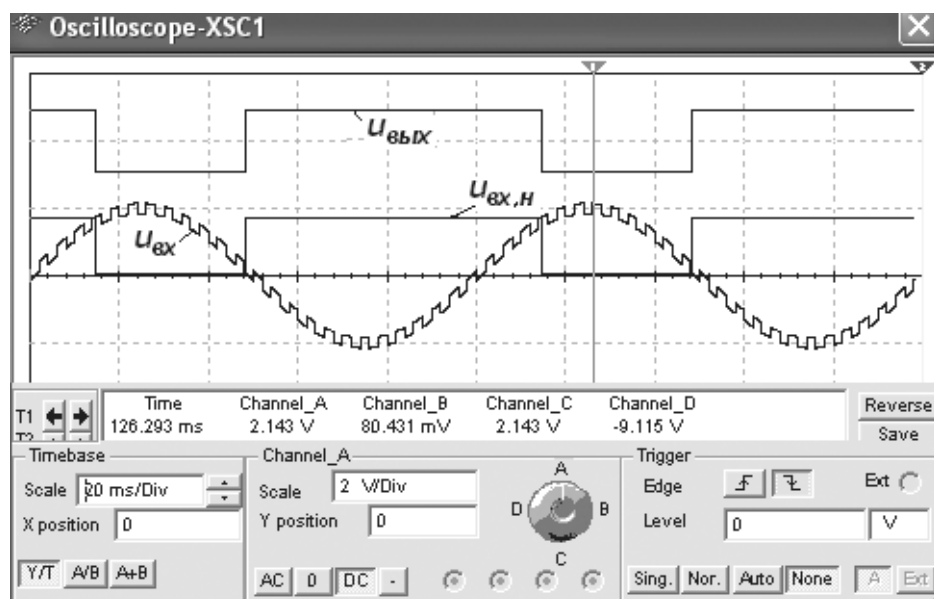 Oscilloscope-XSC1
1 2
uвых
uвх,н
uвх
Time Channel_A Channel_B Channel_C Channel_D
T1 126.293 ms 2.143 V 80.431 mV 2.143 V -9.115 V
Reverse
Save
Timebase Channel_A Trigger
Scale 20 ms/Div Scale 2 V/Div A Edge Ext
D B
X position 0 Y position 0 Level 0 V
C
Y/T A/B A+B AC 0 DC - Sing. Nor. Auto None A Ext